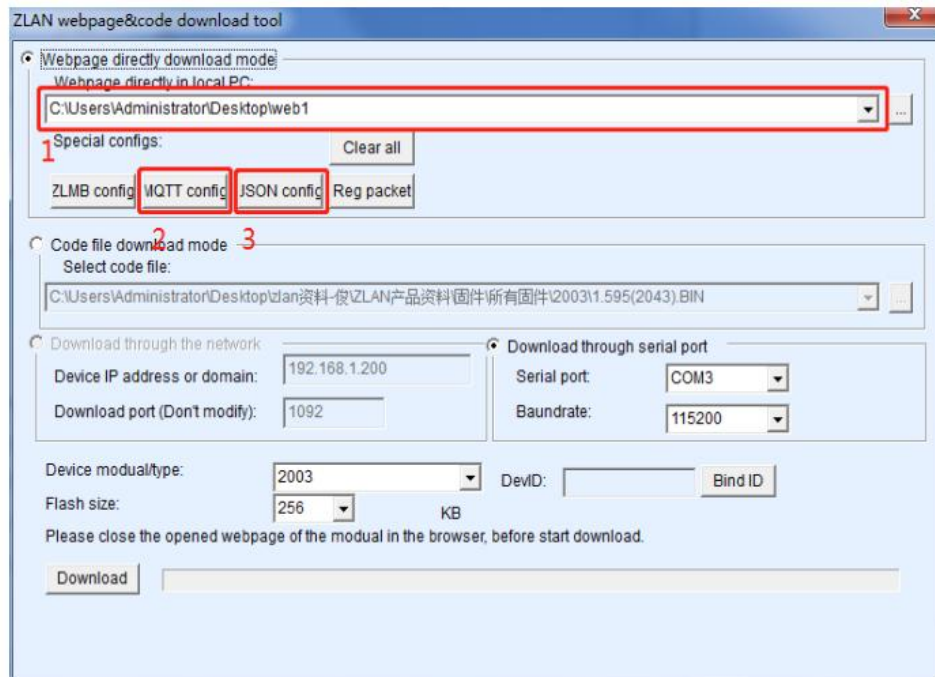 ZLAN webpage&code download tool
x
Webpage directly download mode
Webpage directly in local PC:
C:\Users\Administrator\Desktop\web1
...
1
Special configs:
Clear all
ZLMB config
MQTT config
JSON config
Reg packet
2
3
Code file download mode
Select code file:
C:\Users\Administrator\Desktop\zlan资料-俊\ZLAN产品资料\固件\所有固件\2003\1.595(2043).BIN
...
Download through the network
Device IP address or domain:
192.168.1.200
Download port (Don't modify):
1092
Download through serial port
Serial port:
COM3
Baundrate:
115200
Device modual/type:
2003
DevID:
Bind ID
Flash size:
256
KB
Please close the opened webpage of the modual in the browser, before start download.
Download